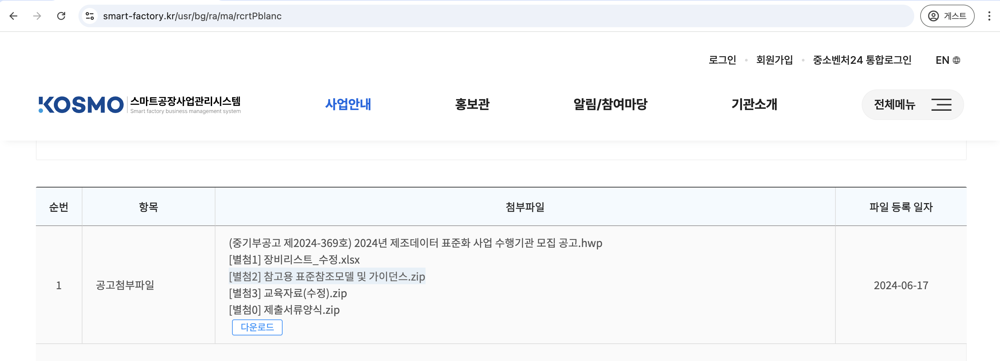 smart-factory.kr/usr/bg/ra/ma/rcrtPblanc
게스트
로그인 • 회원가입 • 중소벤처24 통합로그인 EN
KOSMO 스마트공장사업관리시스템
Smart factory business management system
사업안내 홍보관 알림/참여마당 기관소개 전체메뉴
순번 항목 첨부파일 파일 등록 일자
1 공고첨부파일
(중기부공고 제2024-369호) 2024년 제조데이터 표준화 사업 수행기관 모집 공고.hwp
[별첨1] 장비리스트_수정.xlsx
[별첨2] 참고용 표준참조모델 및 가이던스.zip
[별첨3] 교육자료(수정).zip
[별첨0] 제출서류양식.zip
다운로드
2024-06-17